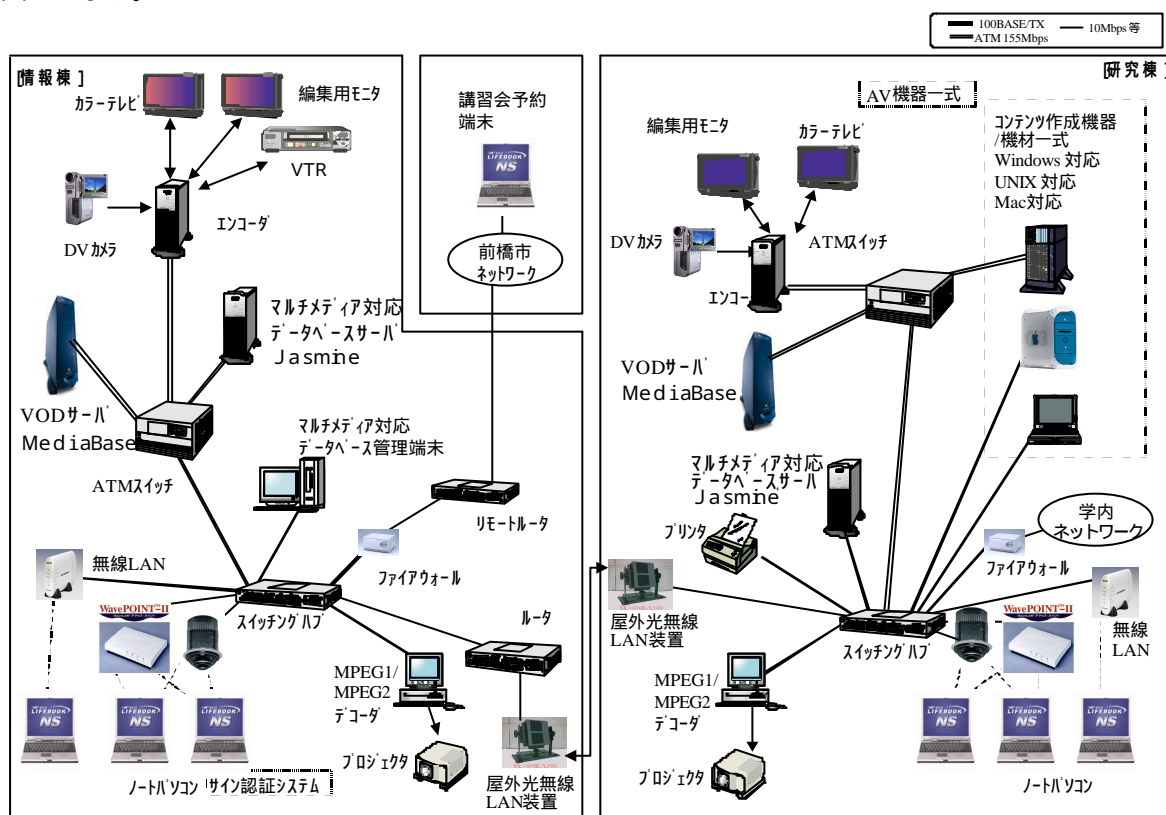 100BASE/TX
10Mbps 等
ATM 155Mbps
[情報棟]
カラーテレビ
編集用モニタ
VTR
DVカメラ
エンコーダ
マルチメディア対応
データベースサーバ
Jasmine
VODサーバ
MediaBase
ATMスイッチ
マルチメディア対応
データベース管理端末
講習会予約
端末
LIFEBOOK
NS
前橋市
ネットワーク
リモートルータ
ファイアウォール
無線LAN
WavePOINT-II
スイッチングハブ
ルータ
MPEG1/
MPEG2
デコーダ
プロジェクタ
屋外光無線
LAN装置
LIFEBOOK
NS
LIFEBOOK
NS
LIFEBOOK
NS
ノートパソコン
サイン認証システム
[研究棟]
AV機器一式
編集用モニタ
カラーテレビ
DVカメラ
エンコー
ATMスイッチ
コンテンツ作成機器
/機材一式
Windows 対応
UNIX 対応
Mac対応
VODサーバ
MediaBase
マルチメディア対応
データベースサーバ
Jasmine
プリンタ
屋外光無線
LAN装置
学内
ネットワーク
ファイアウォール
スイッチングハブ
WavePOINT-II
無線
LAN
MPEG1/
MPEG2
デコーダ
プロジェクタ
LIFEBOOK
NS
LIFEBOOK
NS
LIFEBOOK
NS
ノートパソコン